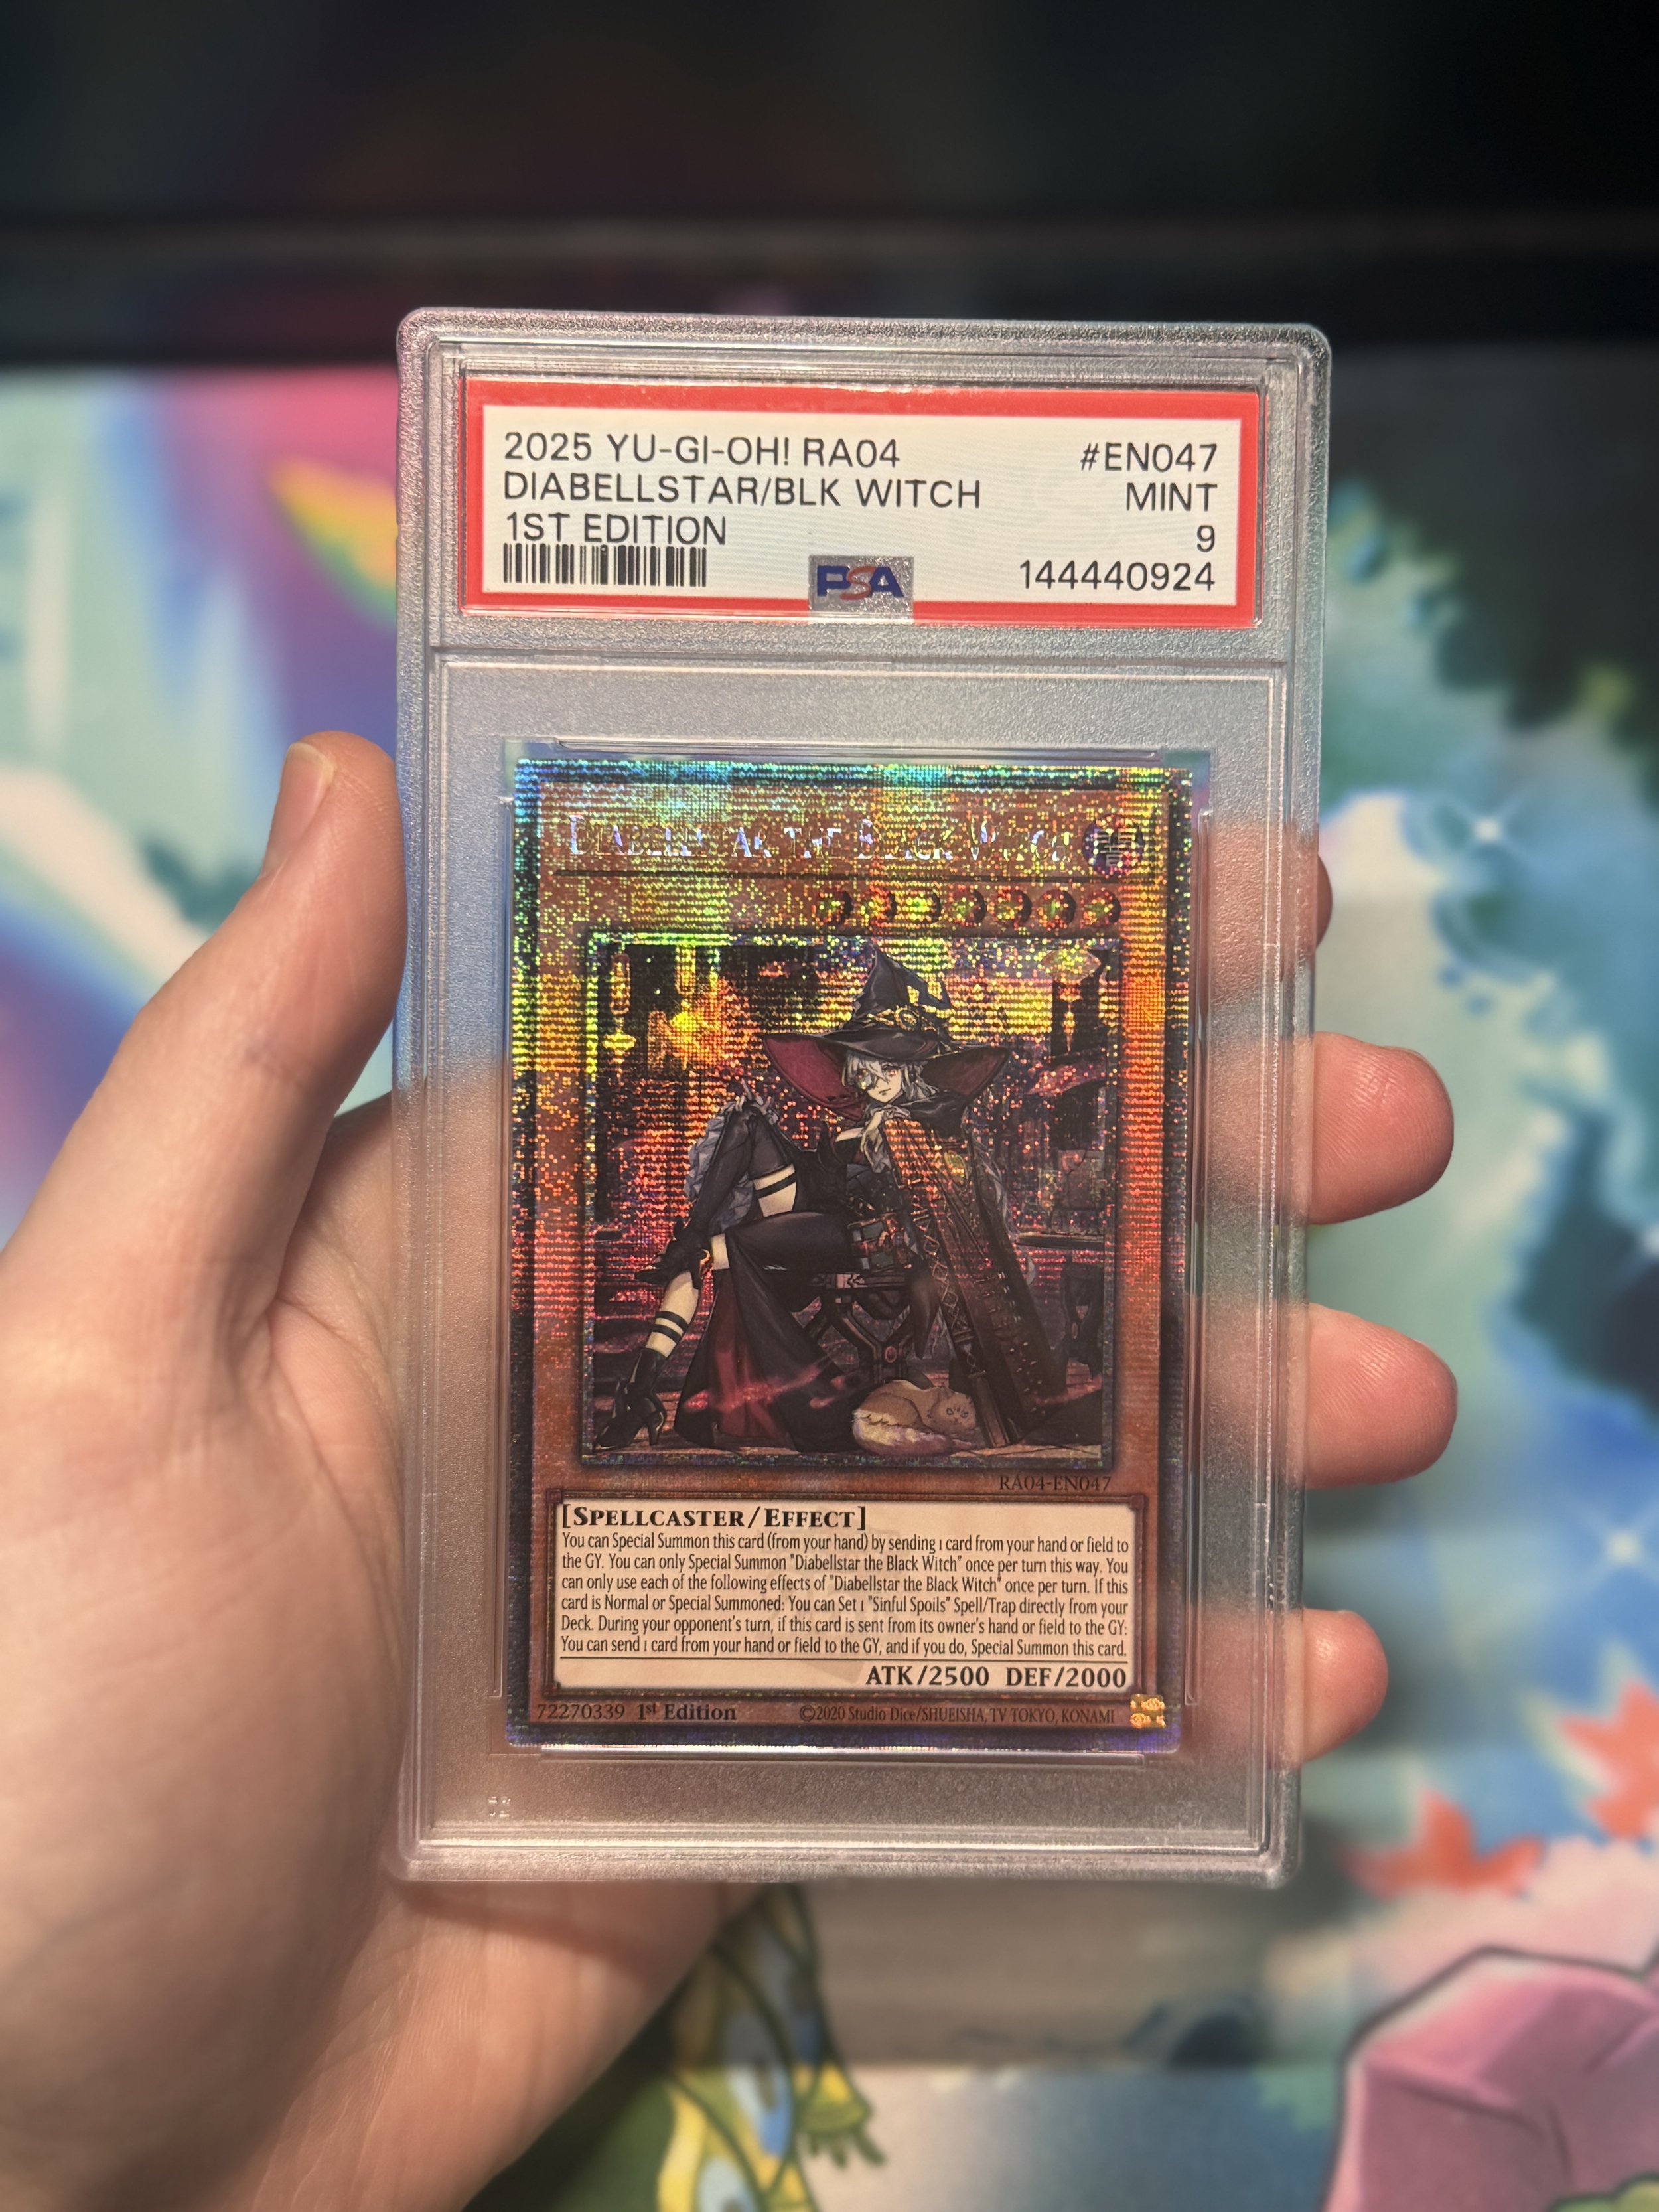 2025 YU-GI-OH! RA04 #EN047
DIABELLSTAR/BLK WITCH MINT
1ST EDITION 9
PSA 144440924
DIABELLSTAR THE BLACK WITCH 闇
RA04-EN047
[SPELLCASTER/EFFECT]
You can Special Summon this card (from your hand) by sending 1 card from your hand or field to
the GY. You can only Special Summon "Diabellstar the Black Witch" once per turn this way. You
can only use each of the following effects of "Diabellstar the Black Witch" once per turn. If this
card is Normal or Special Summoned: You can Set 1 "Sinful Spoils" Spell/Trap directly from your
Deck. During your opponent's turn, if this card is sent from its owner's hand or field to the GY:
You can send 1 card from your hand or field to the GY, and if you do, Special Summon this card.
ATK/2500 DEF/2000
72270339 1st Edition ©2020 Studio Dice/SHUEISHA, TV TOKYO, KONAMI